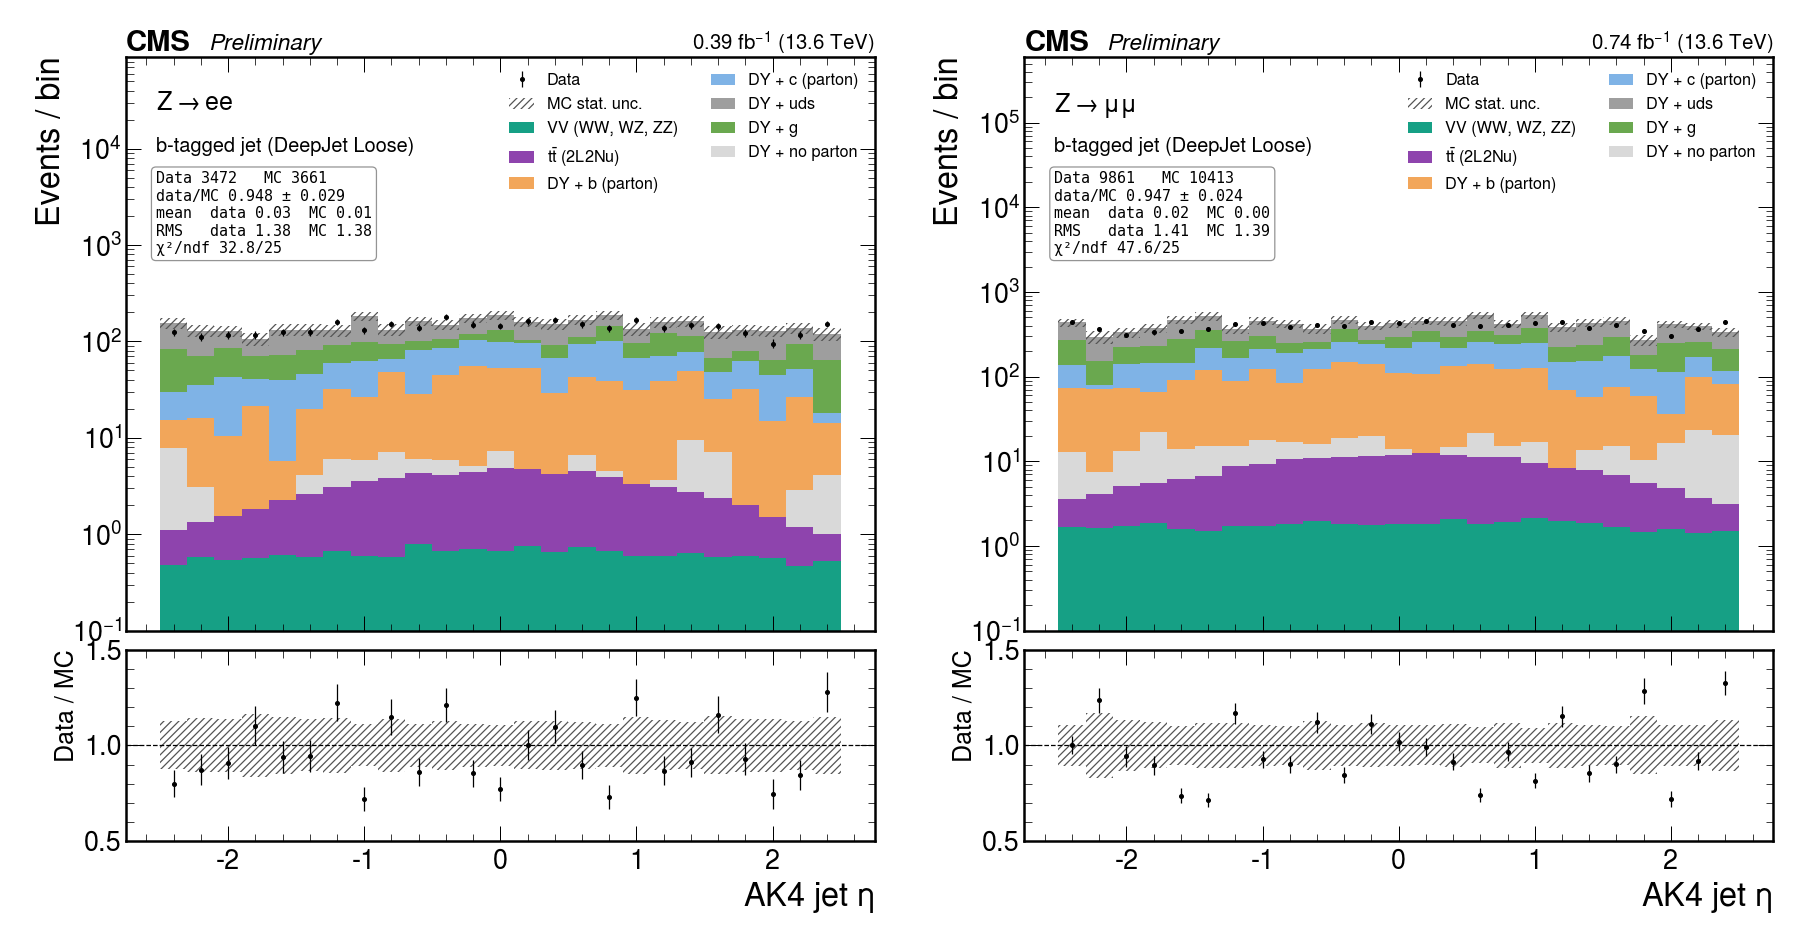 CMS Preliminary 0.39 fb⁻¹ (13.6 TeV)
Events / bin
Z → ee
b-tagged jet (DeepJet Loose)
Data 3472 MC 3661
data/MC 0.948 ± 0.029
mean data 0.03 MC 0.01
RMS data 1.38 MC 1.38
χ²/ndf 32.8/25
Data
MC stat. unc.
VV (WW, WZ, ZZ)
tt̄ (2L2Nu)
DY + b (parton)
DY + c (parton)
DY + uds
DY + g
DY + no parton
10⁴
10³
10²
10¹
10⁰
10⁻¹
Data / MC
1.5
1.0
0.5
-2 -1 0 1 2
AK4 jet η
CMS Preliminary 0.74 fb⁻¹ (13.6 TeV)
Events / bin
Z → μμ
b-tagged jet (DeepJet Loose)
Data 9861 MC 10413
data/MC 0.947 ± 0.024
mean data 0.02 MC 0.00
RMS data 1.41 MC 1.39
χ²/ndf 47.6/25
Data
MC stat. unc.
VV (WW, WZ, ZZ)
tt̄ (2L2Nu)
DY + b (parton)
DY + c (parton)
DY + uds
DY + g
DY + no parton
10⁵
10⁴
10³
10²
10¹
10⁰
10⁻¹
Data / MC
1.5
1.0
0.5
-2 -1 0 1 2
AK4 jet η